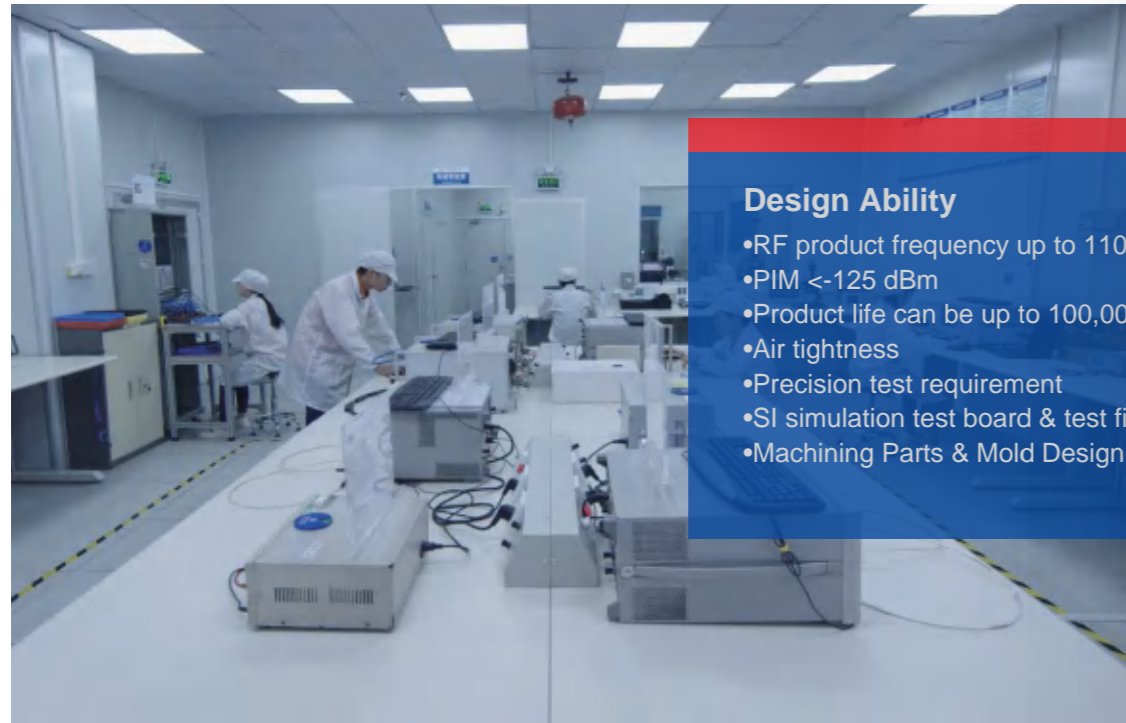 Design Ability
•RF product frequency up to 110
•PIM <-125 dBm
•Product life can be up to 100,00
•Air tightness
•Precision test requirement
•SI simulation test board & test fi
•Machining Parts & Mold Design